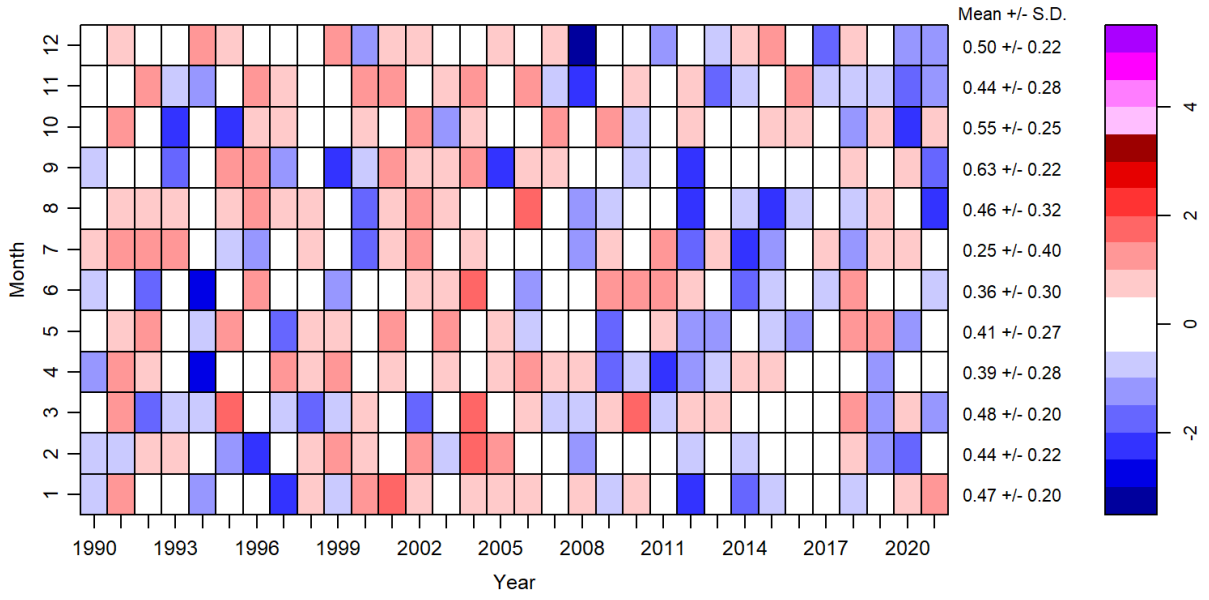 Mean +/- S.D.
12
0.50 +/- 0.22
11
0.44 +/- 0.28
4
10
0.55 +/- 0.25
9
0.63 +/- 0.22
8
0.46 +/- 0.32
2
Month
7
0.25 +/- 0.40
6
0.36 +/- 0.30
0
5
0.41 +/- 0.27
4
0.39 +/- 0.28
3
0.48 +/- 0.20
-2
2
0.44 +/- 0.22
1
0.47 +/- 0.20
1990 1993 1996 1999 2002 2005 2008 2011 2014 2017 2020
Year